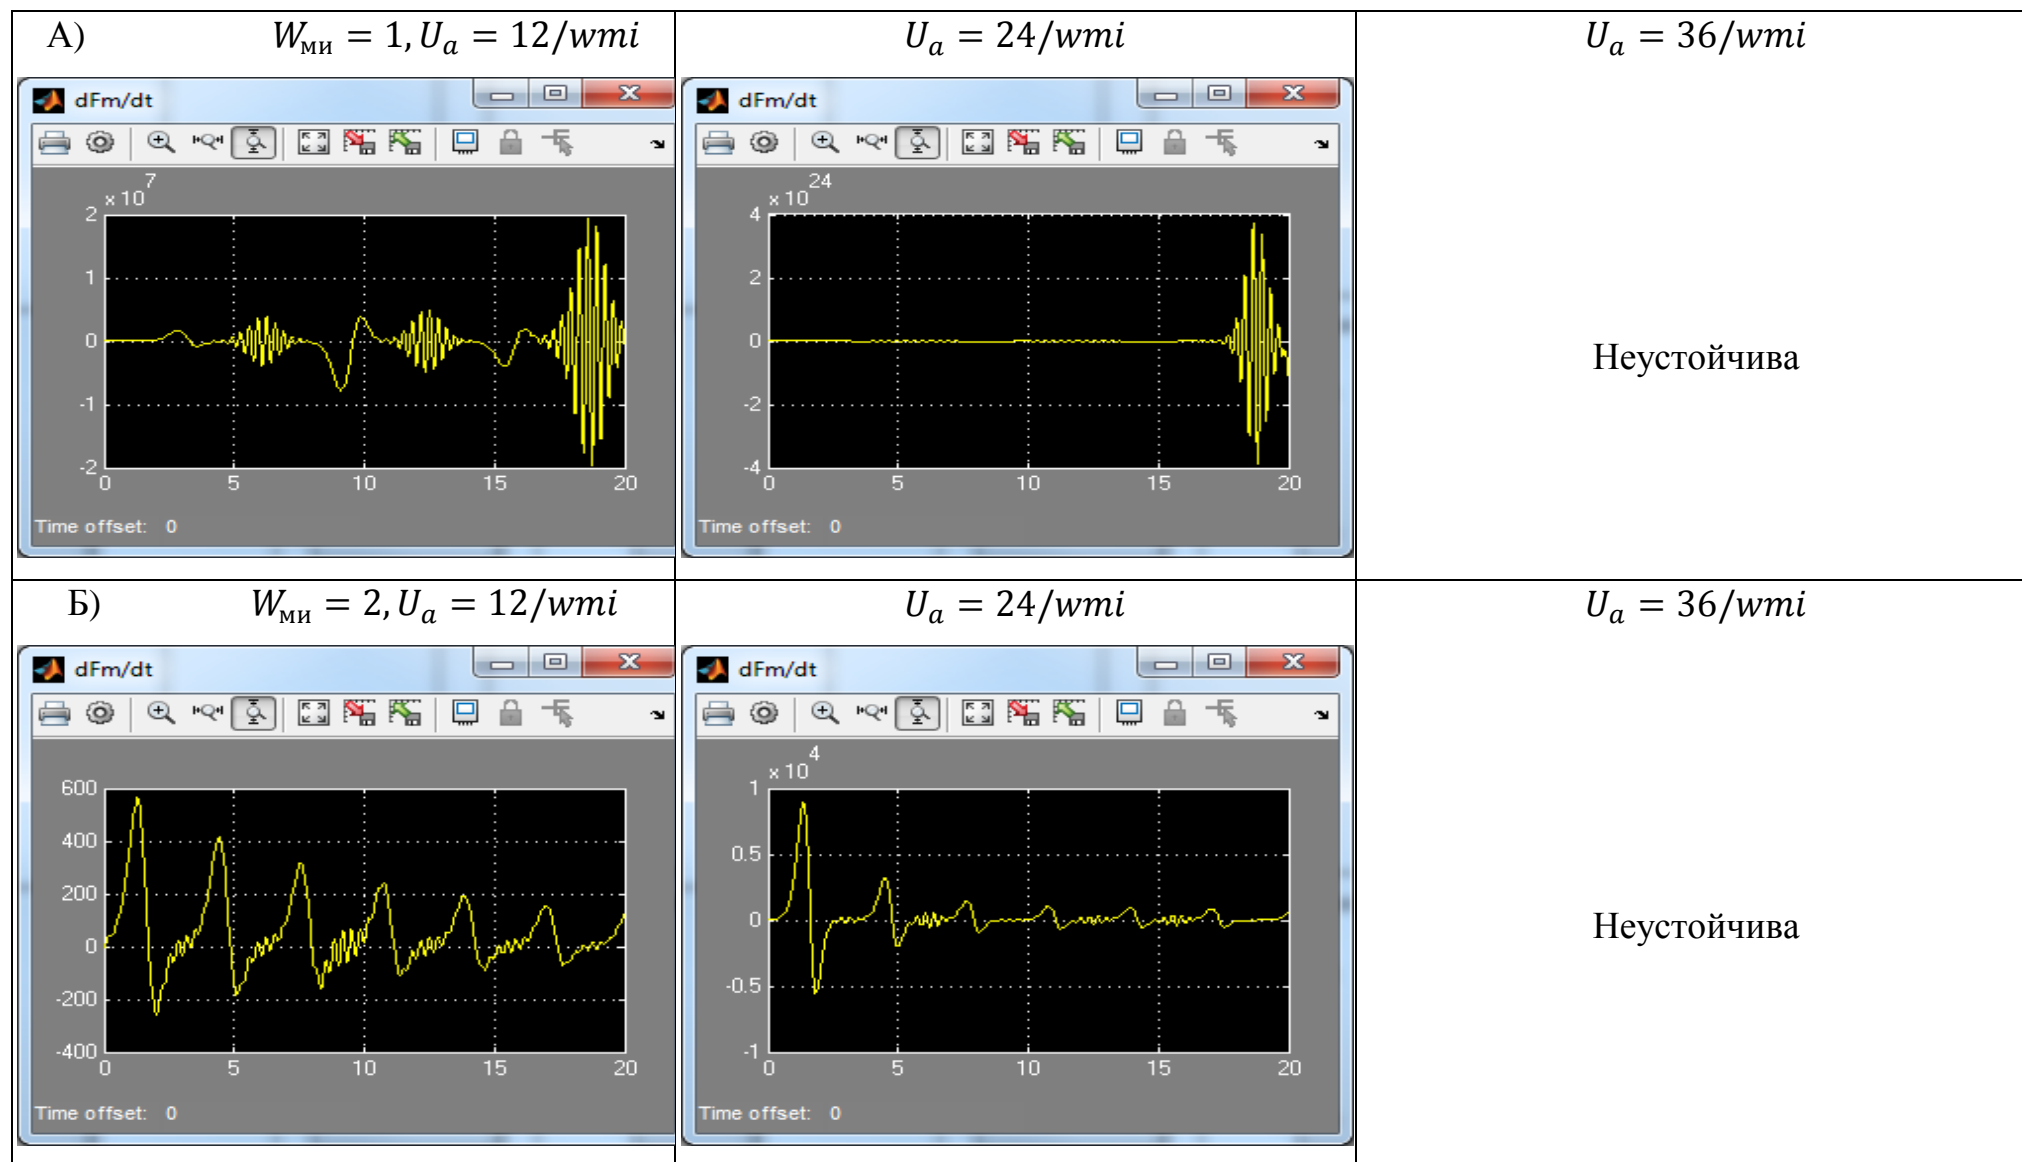 А) W_ми = 1, U_a = 12/wmi
U_a = 24/wmi
U_a = 36/wmi
dFm/dt
x 10^7
2
1
0
-1
-2
0 5 10 15 20
Time offset: 0
dFm/dt
x 10^24
4
2
0
-2
-4
0 5 10 15 20
Time offset: 0
Неустойчива
Б) W_ми = 2, U_a = 12/wmi
U_a = 24/wmi
U_a = 36/wmi
dFm/dt
600
400
200
0
-200
-400
0 5 10 15 20
Time offset: 0
dFm/dt
x 10^4
1
0.5
0
-0.5
-1
0 5 10 15 20
Time offset: 0
Неустойчива